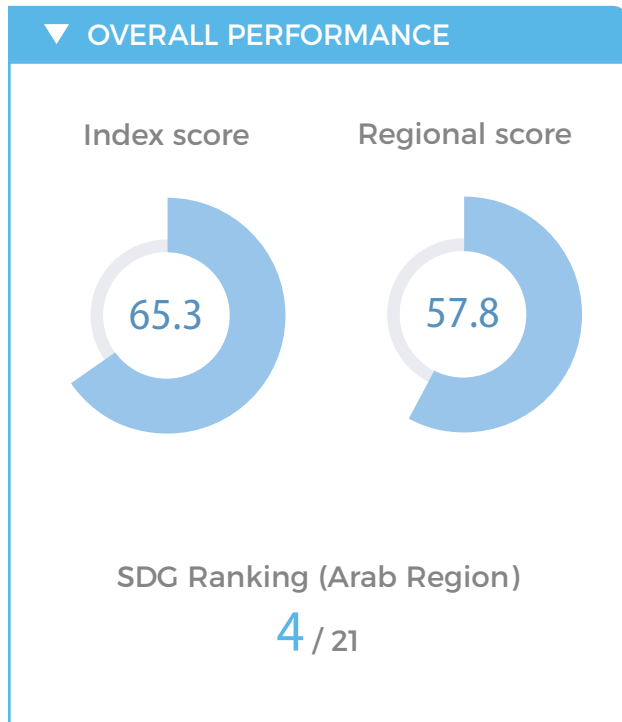 ▼ OVERALL PERFORMANCE
Index score
Regional score
65.3
57.8
SDG Ranking (Arab Region)
4 / 21